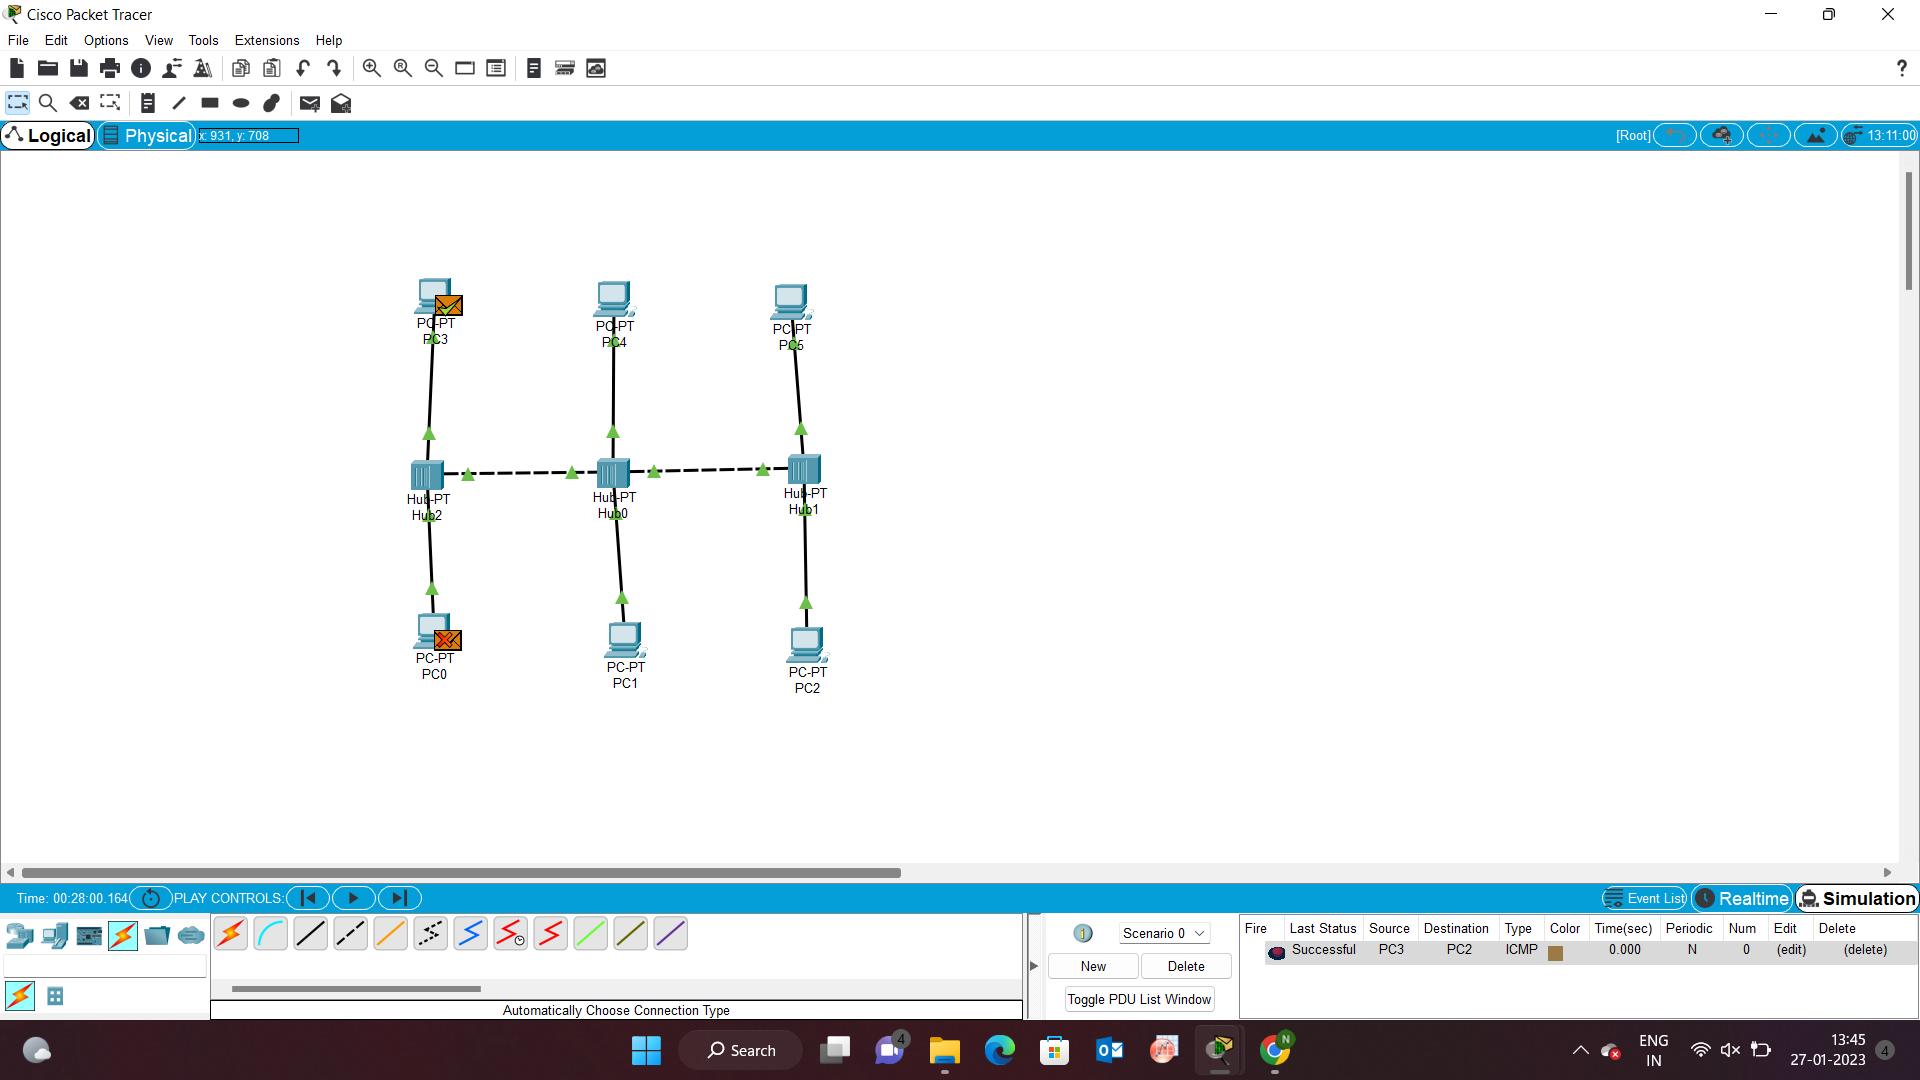 Cisco Packet Tracer
File Edit Options View Tools Extensions Help
?
Logical Physical x: 931, y: 708 [Root] 13:11:00
PC-PT
PC3
PC-PT
PC4
PC-PT
PC5
Hub-PT
Hub2
Hub-PT
Hub0
Hub-PT
Hub1
PC-PT
PC0
PC-PT
PC1
PC-PT
PC2
Time: 00:28:00.164 PLAY CONTROLS: Event List Realtime Simulation
Scenario 0
New Delete
Toggle PDU List Window
Fire Last Status Source Destination Type Color Time(sec) Periodic Num Edit Delete
Successful PC3 PC2 ICMP 0.000 N 0 (edit) (delete)
Automatically Choose Connection Type
Search
4
N
ENG
IN
13:45
27-01-2023
4